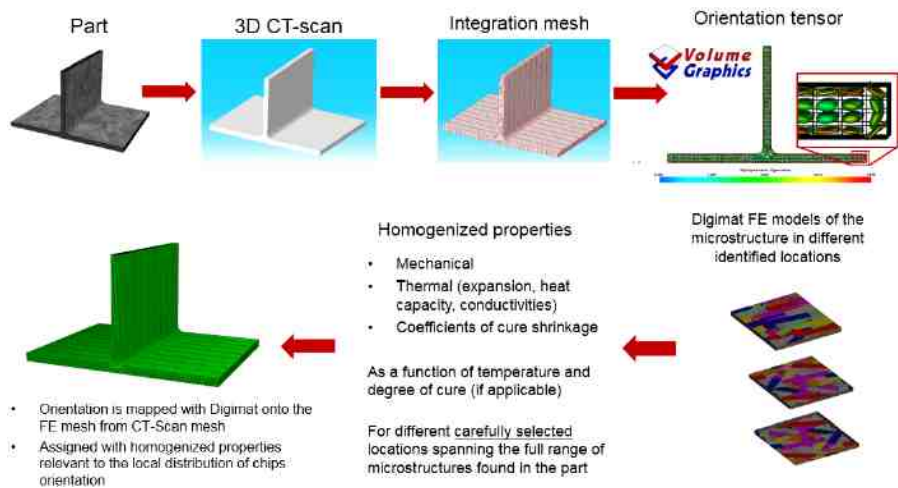 Part
3D CT-scan
Integration mesh
Orientation tensor
Volume
Graphics
Homogenized properties
• Mechanical
• Thermal (expansion, heat
capacity, conductivities)
• Coefficients of cure shrinkage
As a function of temperature and
degree of cure (if applicable)
For different carefully selected
locations spanning the full range of
microstructures found in the part
Digimat FE models of the
microstructure in different
identified locations
• Orientation is mapped with Digimat onto the
FE mesh from CT-Scan mesh
• Assigned with homogenized properties
relevant to the local distribution of chips
orientation